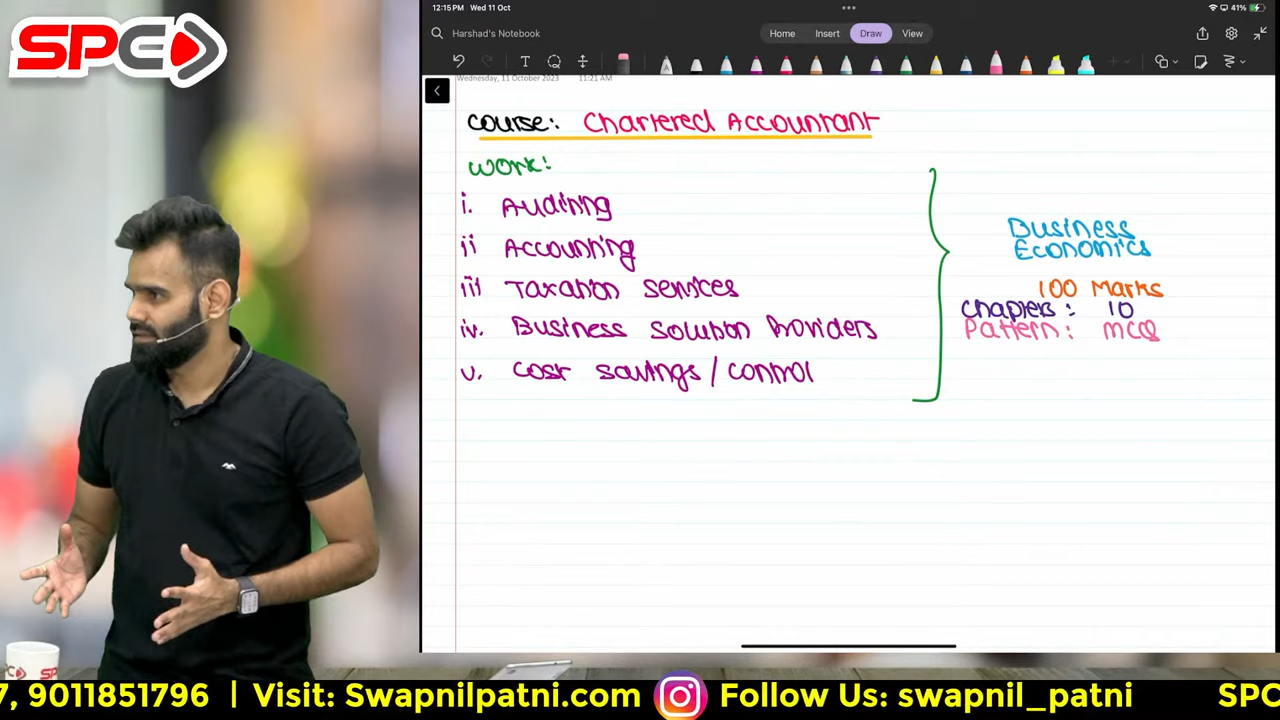 SPC
12:15 PM Wed 11 Oct
41%
Harshad's Notebook
Home Insert Draw View
Wednesday, 11 October 2023 11:21 AM
Course: Chartered Accountant
Work:
i. Auditing
ii Accounting
iii Taxation Services
iv. Business Solution Providers
v. Cost savings / control
Business
Economics
100 Marks
Chapters: 10
Pattern: MCQ
7, 9011851796 | Visit: Swapnilpatni.com Follow Us: swapnil_patni SPC